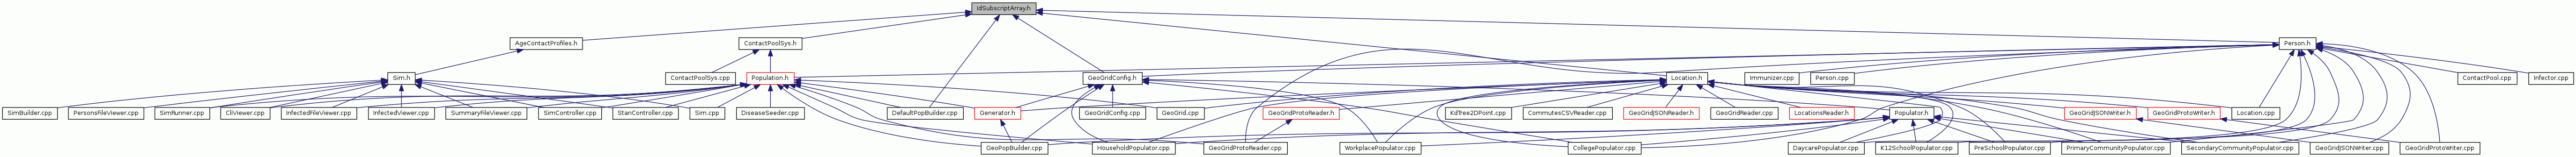 IdSubscriptArray.h
AgeContactProfiles.h
ContactPoolSys.h
Person.h
Sim.h
ContactPoolSys.cpp
Population.h
GeoGridConfig.h
Location.h
Immunizer.cpp
Person.cpp
ContactPool.cpp
Infector.cpp
SimBuilder.cpp
PersonsFileViewer.cpp
SimRunner.cpp
CliViewer.cpp
InfectedFileViewer.cpp
InfectedViewer.cpp
SummaryFileViewer.cpp
SimController.cpp
StanController.cpp
Sim.cpp
DiseaseSeeder.cpp
DefaultPopBuilder.cpp
Generator.h
GeoGridConfig.cpp
GeoGrid.cpp
GeoGridProtoReader.h
KdTree2DPoint.cpp
CommutesCSVReader.cpp
GeoGridJSONReader.h
GeoGridReader.cpp
LocationsReader.h
Populator.h
GeoGridJSONWriter.h
GeoGridProtoWriter.h
Location.cpp
GeoPopBuilder.cpp
HouseholdPopulator.cpp
GeoGridProtoReader.cpp
WorkplacePopulator.cpp
CollegePopulator.cpp
DaycarePopulator.cpp
K12SchoolPopulator.cpp
PreSchoolPopulator.cpp
PrimaryCommunityPopulator.cpp
SecondaryCommunityPopulator.cpp
GeoGridJSONWriter.cpp
GeoGridProtoWriter.cpp